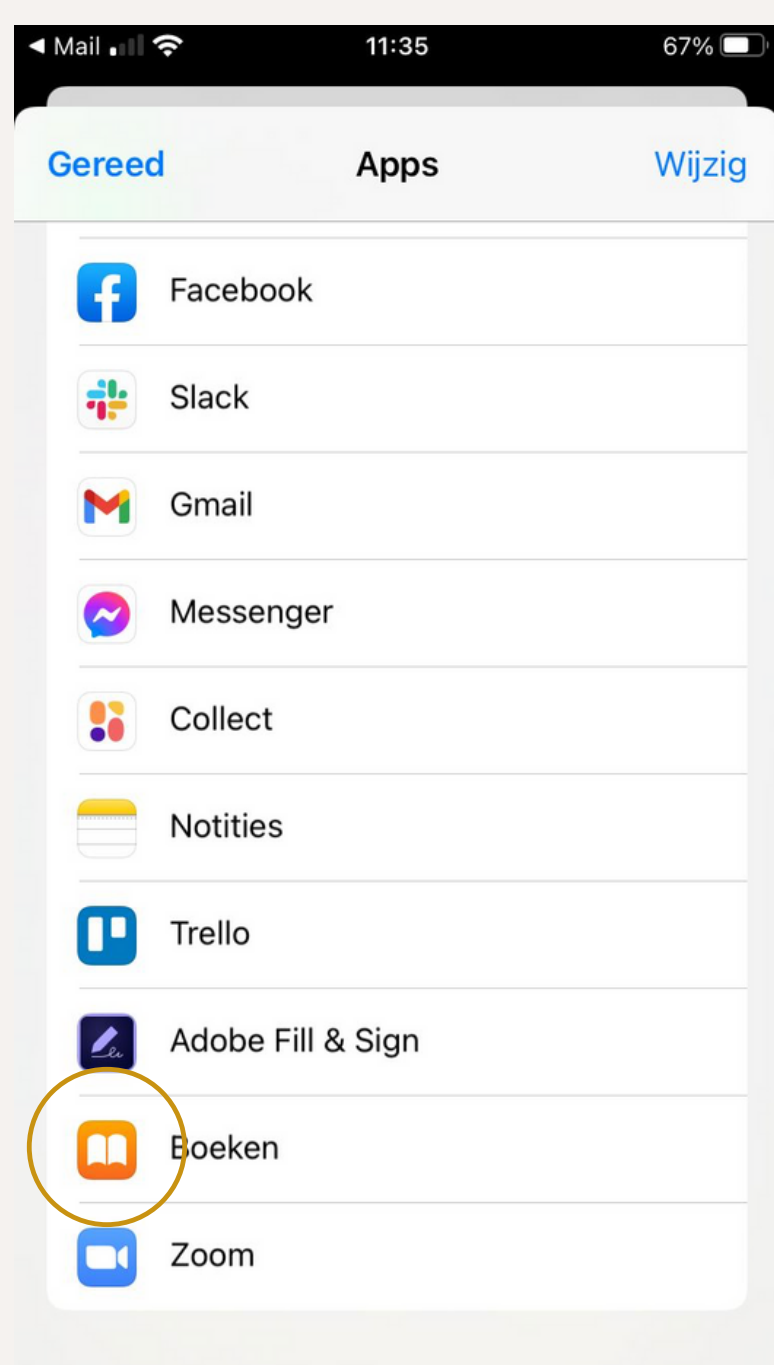 ◀ Mail 11:35 67%
Gereed Apps Wijzig
Facebook
Slack
Gmail
Messenger
Collect
Notities
Trello
Adobe Fill & Sign
Boeken
Zoom